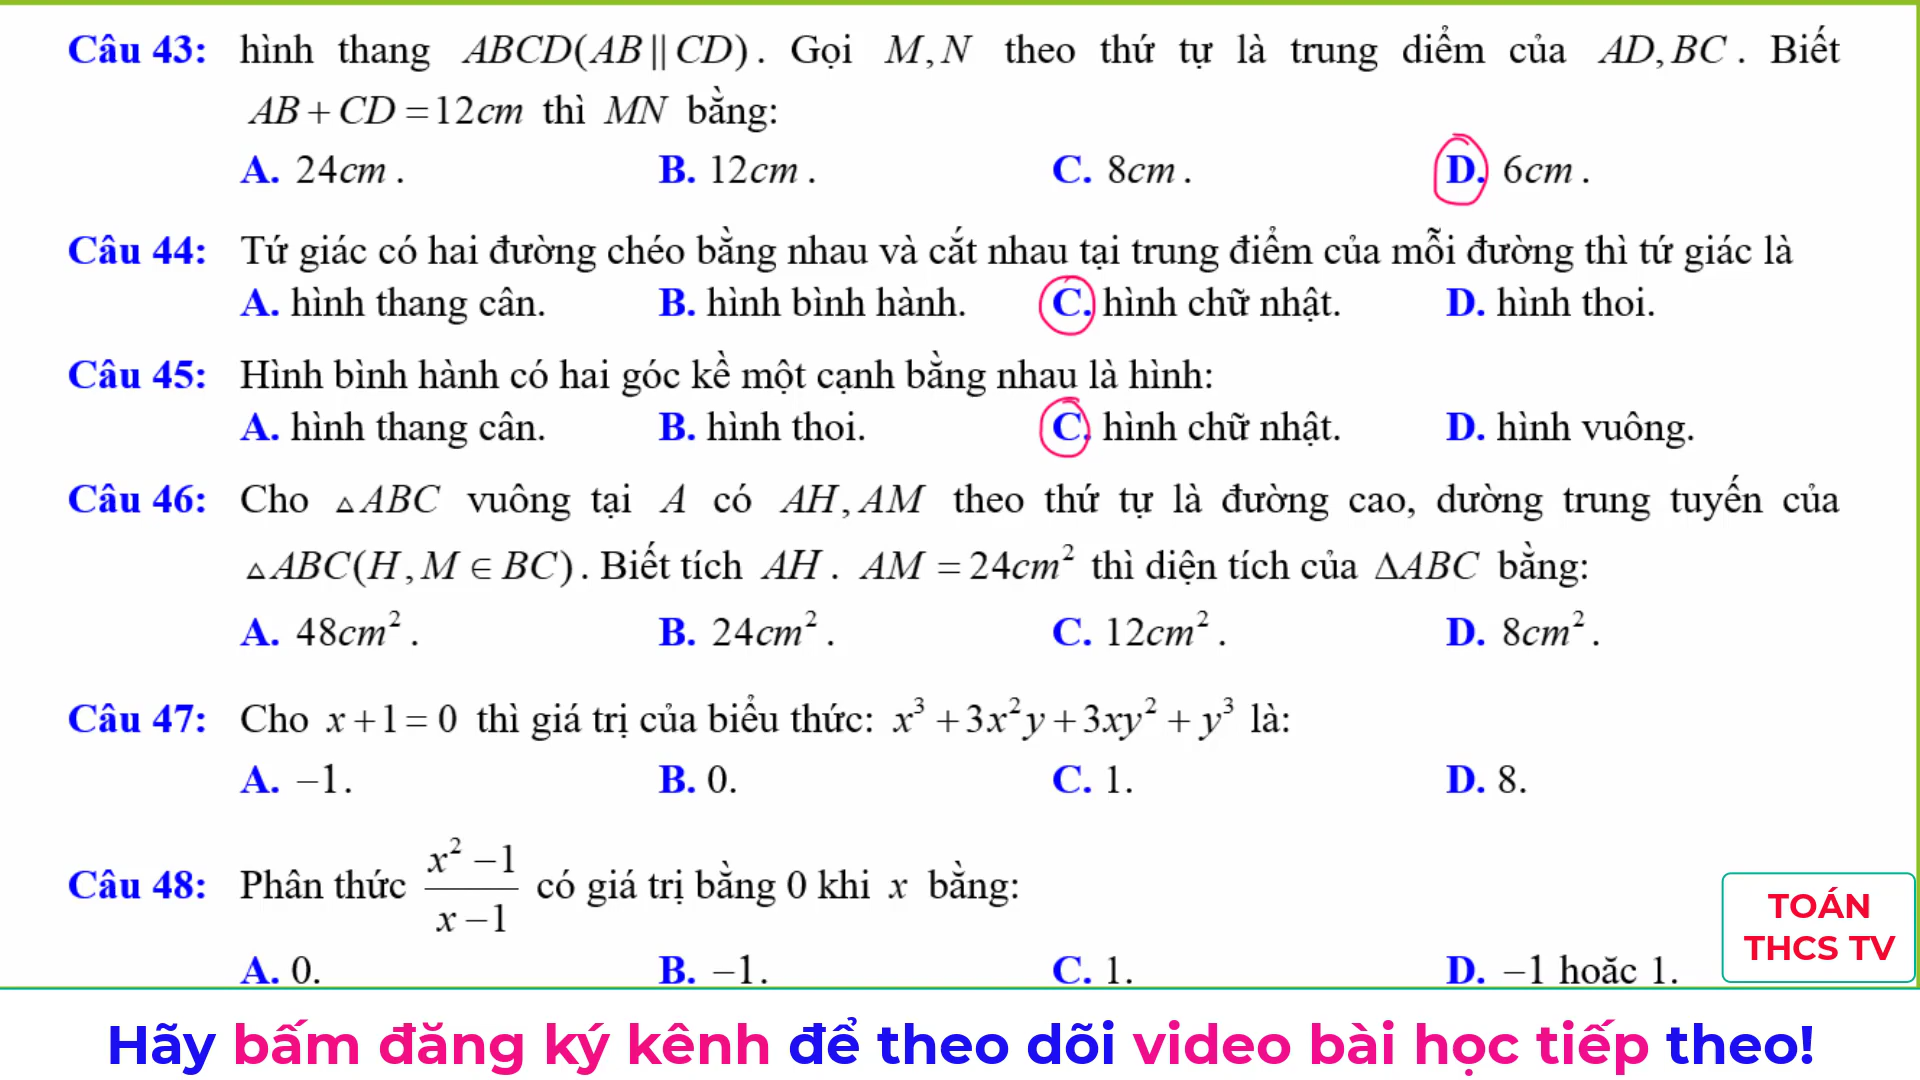 Câu 43: hình thang ABCD(AB || CD). Gọi M,N theo thứ tự là trung diểm của AD,BC. Biết
AB + CD = 12cm thì MN bằng:
A. 24cm. B. 12cm. C. 8cm. D. 6cm.
Câu 44: Tứ giác có hai đường chéo bằng nhau và cắt nhau tại trung điểm của mỗi đường thì tứ giác là
A. hình thang cân. B. hình bình hành. C. hình chữ nhật. D. hình thoi.
Câu 45: Hình bình hành có hai góc kề một cạnh bằng nhau là hình:
A. hình thang cân. B. hình thoi. C. hình chữ nhật. D. hình vuông.
Câu 46: Cho △ABC vuông tại A có AH,AM theo thứ tự là đường cao, dường trung tuyến của
△ABC(H,M ∈ BC). Biết tích AH. AM = 24cm² thì diện tích của ΔABC bằng:
A. 48cm². B. 24cm². C. 12cm². D. 8cm².
Câu 47: Cho x+1=0 thì giá trị của biểu thức: x³+3x²y+3xy²+y³ là:
A. −1. B. 0. C. 1. D. 8.
Câu 48: Phân thức (x²−1)/(x−1) có giá trị bằng 0 khi x bằng:
A. 0. B. −1. C. 1. D. −1 hoặc 1.
TOÁN
THCS TV
Hãy bấm đăng ký kênh để theo dõi video bài học tiếp theo!